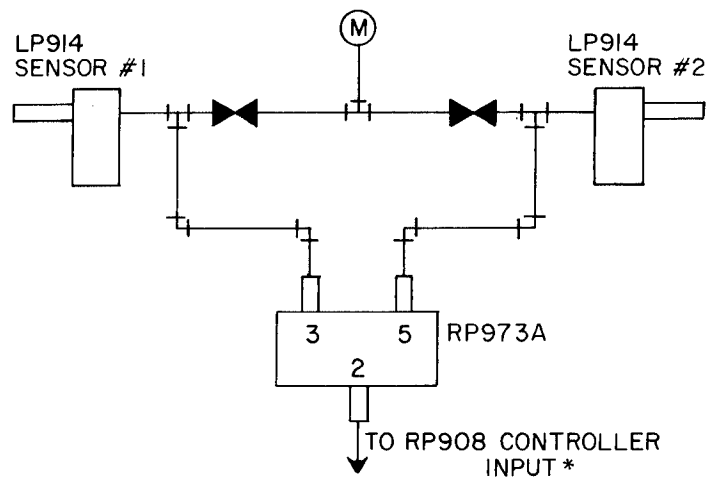 LP914
SENSOR #1
M
LP914
SENSOR #2
3
5
RP973A
2
TO RP908 CONTROLLER
INPUT *